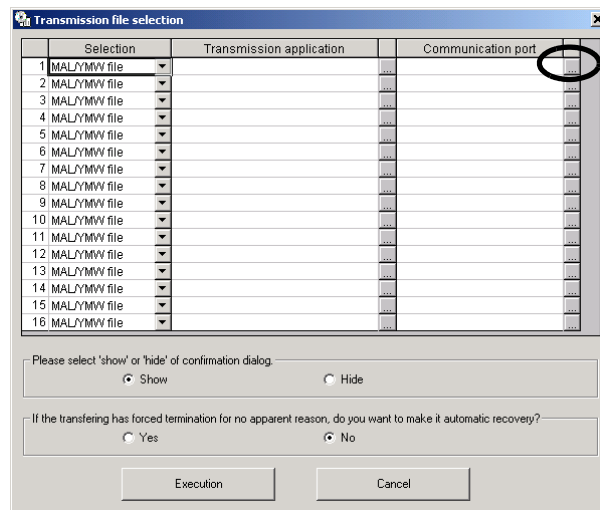 Transmission file selection
Selection Transmission application Communication port
1 MAL/YMW file ... ...
2 MAL/YMW file ... ...
3 MAL/YMW file ... ...
4 MAL/YMW file ... ...
5 MAL/YMW file ... ...
6 MAL/YMW file ... ...
7 MAL/YMW file ... ...
8 MAL/YMW file ... ...
9 MAL/YMW file ... ...
10 MAL/YMW file ... ...
11 MAL/YMW file ... ...
12 MAL/YMW file ... ...
13 MAL/YMW file ... ...
14 MAL/YMW file ... ...
15 MAL/YMW file ... ...
16 MAL/YMW file ... ...
Please select 'show' or 'hide' of confirmation dialog.
Show Hide
If the transfering has forced termination for no apparent reason, do you want to make it automatic recovery?
Yes No
Execution Cancel